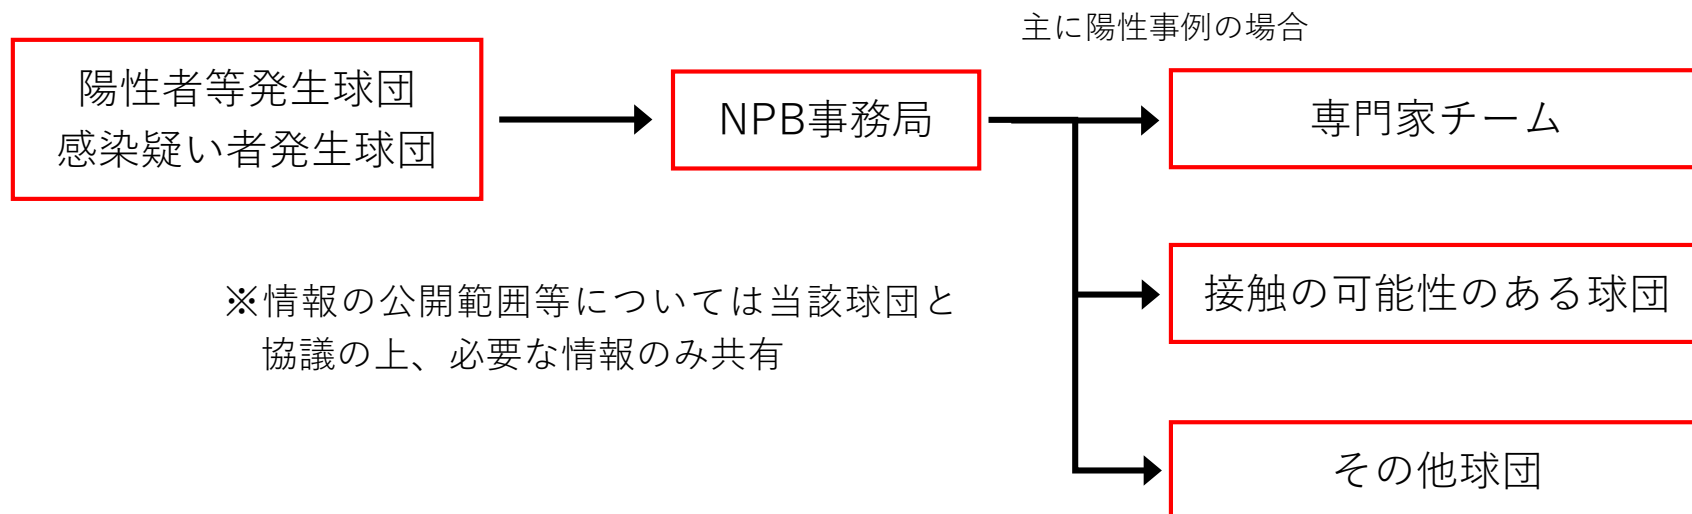 主に陽性事例の場合
陽性者等発生球団
感染疑い者発生球団
NPB事務局
専門家チーム
接触の可能性のある球団
※情報の公開範囲等については当該球団と
協議の上、必要な情報のみ共有
その他球団